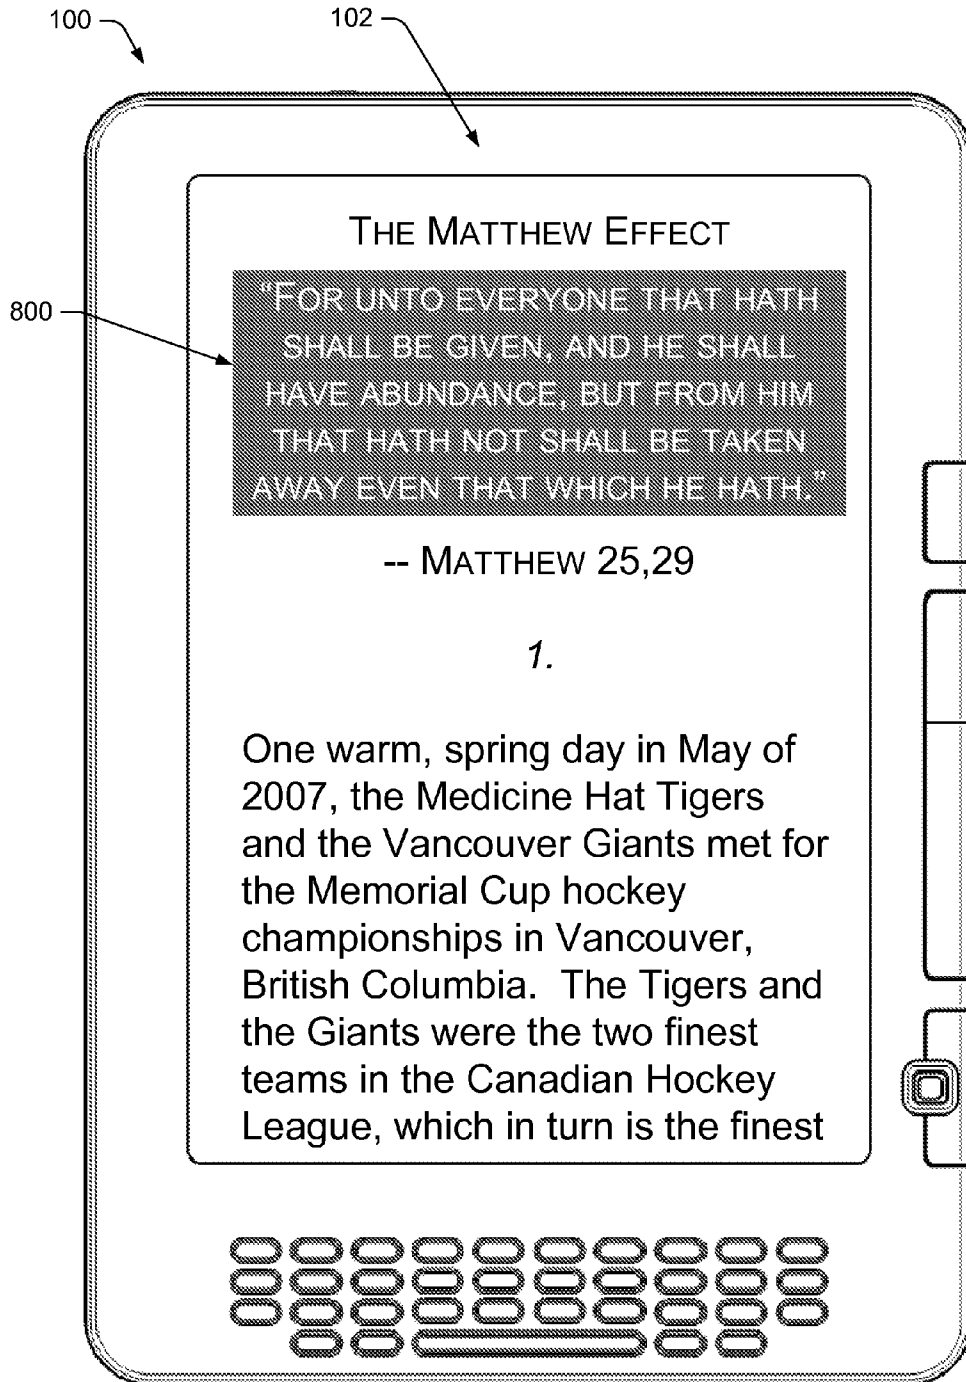 100
102
THE MATTHEW EFFECT
800
“FOR UNTO EVERYONE THAT HATH
SHALL BE GIVEN, AND HE SHALL
HAVE ABUNDANCE, BUT FROM HIM
THAT HATH NOT SHALL BE TAKEN
AWAY EVEN THAT WHICH HE HATH.”
-- MATTHEW 25,29
1.
One warm, spring day in May of
2007, the Medicine Hat Tigers
and the Vancouver Giants met for
the Memorial Cup hockey
championships in Vancouver,
British Columbia.  The Tigers and
the Giants were the two finest
teams in the Canadian Hockey
League, which in turn is the finest